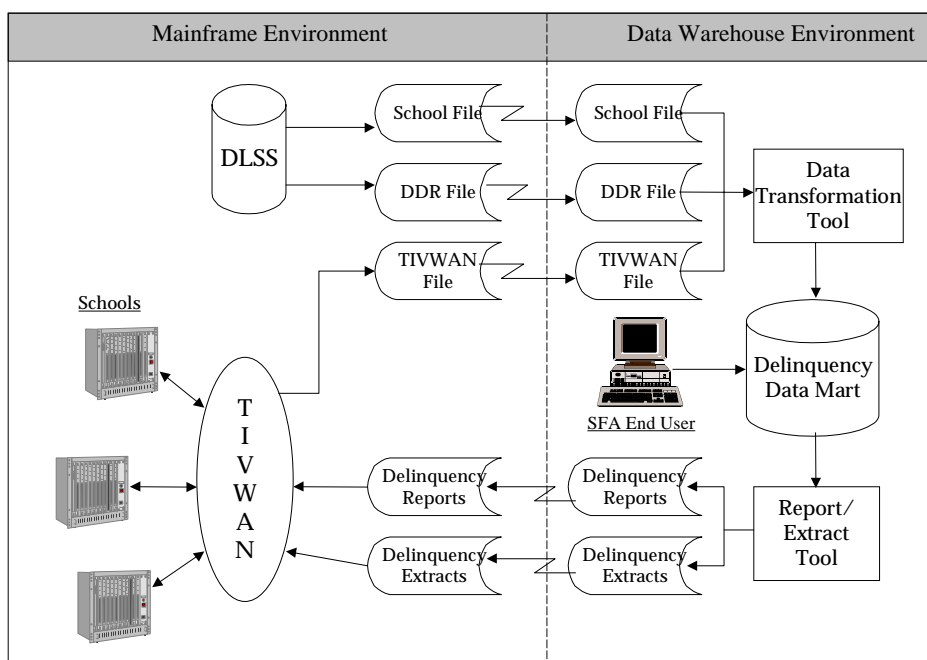 Mainframe Environment
Data Warehouse Environment
DLSS
School File
School File
DDR File
DDR File
TIVWAN
File
TIVWAN
File
Data
Transformation
Tool
Schools
TIVWAN
SFA End User
Delinquency
Data Mart
Delinquency
Reports
Delinquency
Reports
Delinquency
Extracts
Delinquency
Extracts
Report/
Extract
Tool